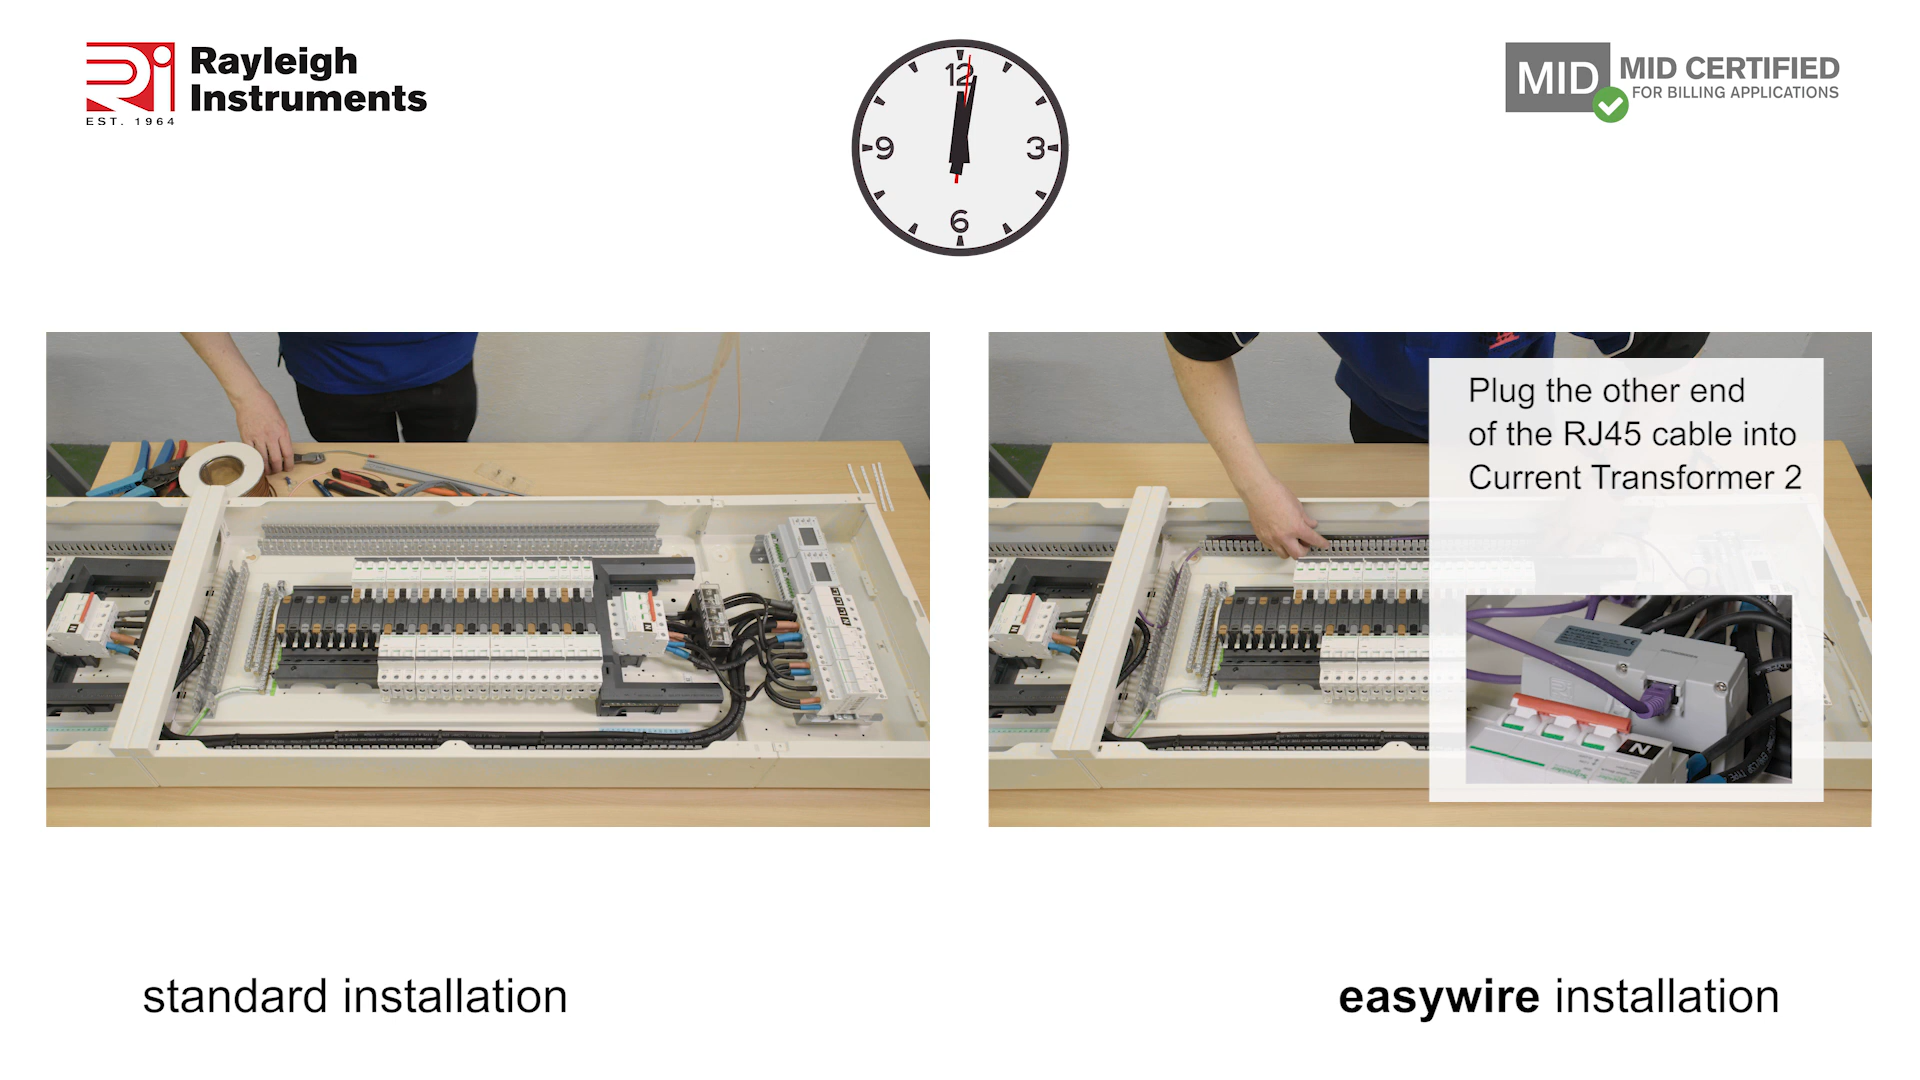 Rayleigh
Instruments
EST. 1964
12
9
3
6
MID
MID CERTIFIED
FOR BILLING APPLICATIONS
Plug the other end
of the RJ45 cable into
Current Transformer 2
N
standard installation
easywire installation